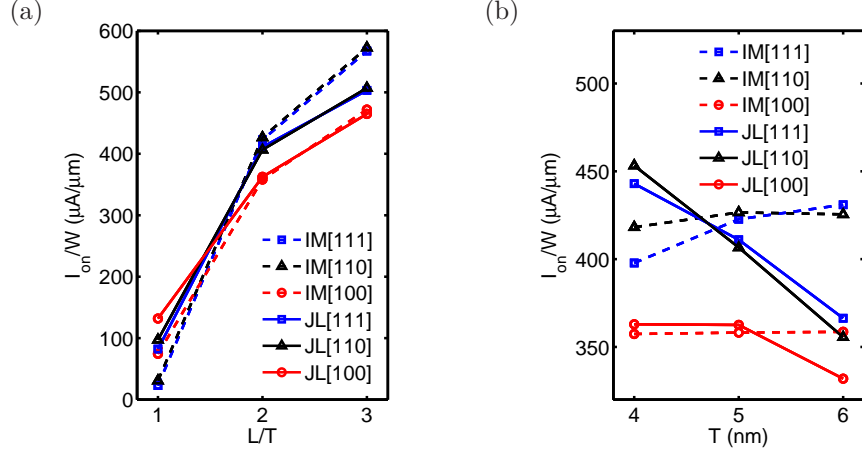 (a)
600
500
400
300
200
100
0
I_on/W (µA/µm)
IM[111]
IM[110]
IM[100]
JL[111]
JL[110]
JL[100]
1 2 3
L/T
(b)
500
450
400
350
I_on/W (µA/µm)
IM[111]
IM[110]
IM[100]
JL[111]
JL[110]
JL[100]
4 5 6
T (nm)